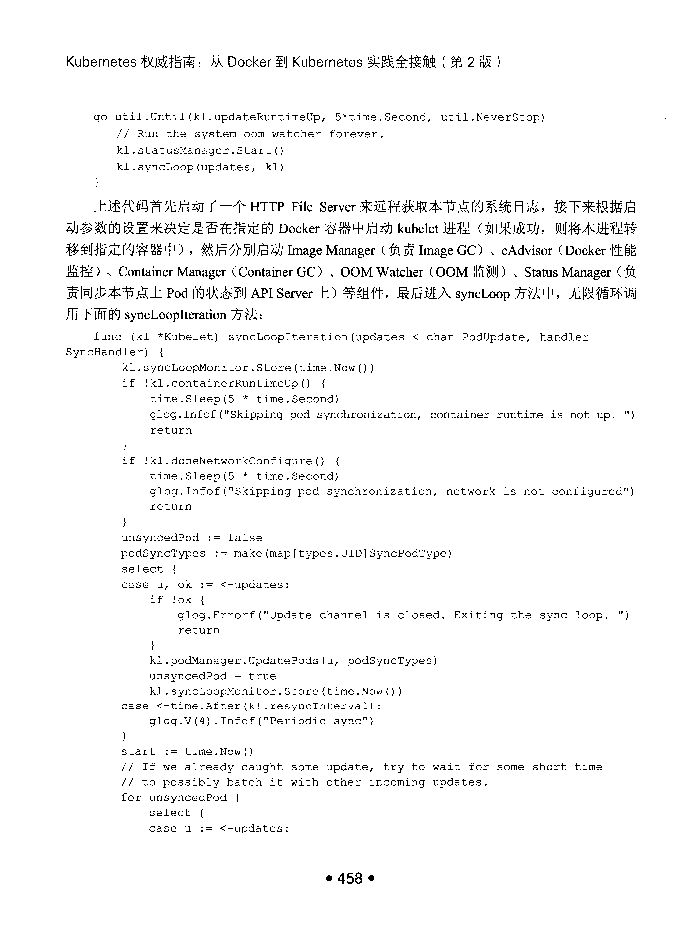 Kubernetes 权威指南：从 Docker 到 Kubernetes 实践全接触（第 2 版）
go util.Until(kl.updateRuntimeUp, 5*time.Second, util.NeverStop)
// Run the system oom watcher forever.
kl.statusManager.Start()
kl.syncLoop(updates, kl)
}
上述代码首先启动了一个 HTTP File Server 来远程获取本节点的系统日志，接下来根据启
动参数的设置来决定是否在指定的 Docker 容器中启动 kubelet 进程（如果成功，则将本进程转
移到指定的容器中），然后分别启动 Image Manager（负责 Image GC）、cAdvisor（Docker 性能
监控）、Container Manager（Container GC）、OOM Watcher（OOM 监测）、Status Manager（负
责同步本节点上 Pod 的状态到 API Server 上）等组件，最后进入 syncLoop 方法中，无限循环调
用下面的 syncLoopIteration 方法：
func (kl *Kubelet) syncLoopIteration(updates <-chan PodUpdate, handler
SyncHandler) {
kl.syncLoopMonitor.Store(time.Now())
if !kl.containerRuntimeUp() {
time.Sleep(5 * time.Second)
glog.Infof("Skipping pod synchronization, container runtime is not up. ")
return
}
if !kl.doneNetworkConfigure() {
time.Sleep(5 * time.Second)
glog.Infof("Skipping pod synchronization, network is not configured")
return
}
unsyncedPod := false
podSyncTypes := make(map[types.UID]SyncPodType)
select {
case u, ok := <-updates:
if !ok {
glog.Errorf("Update channel is closed. Exiting the sync loop. ")
return
}
kl.podManager.UpdatePods(u, podSyncTypes)
unsyncedPod = true
kl.syncLoopMonitor.Store(time.Now())
case <-time.After(kl.resyncInterval):
glog.V(4).Infof("Periodic sync")
}
start := time.Now()
// If we already caught some update, try to wait for some short time
// to possibly batch it with other incoming updates.
for unsyncedPod {
select {
case u := <-updates:
• 458 •